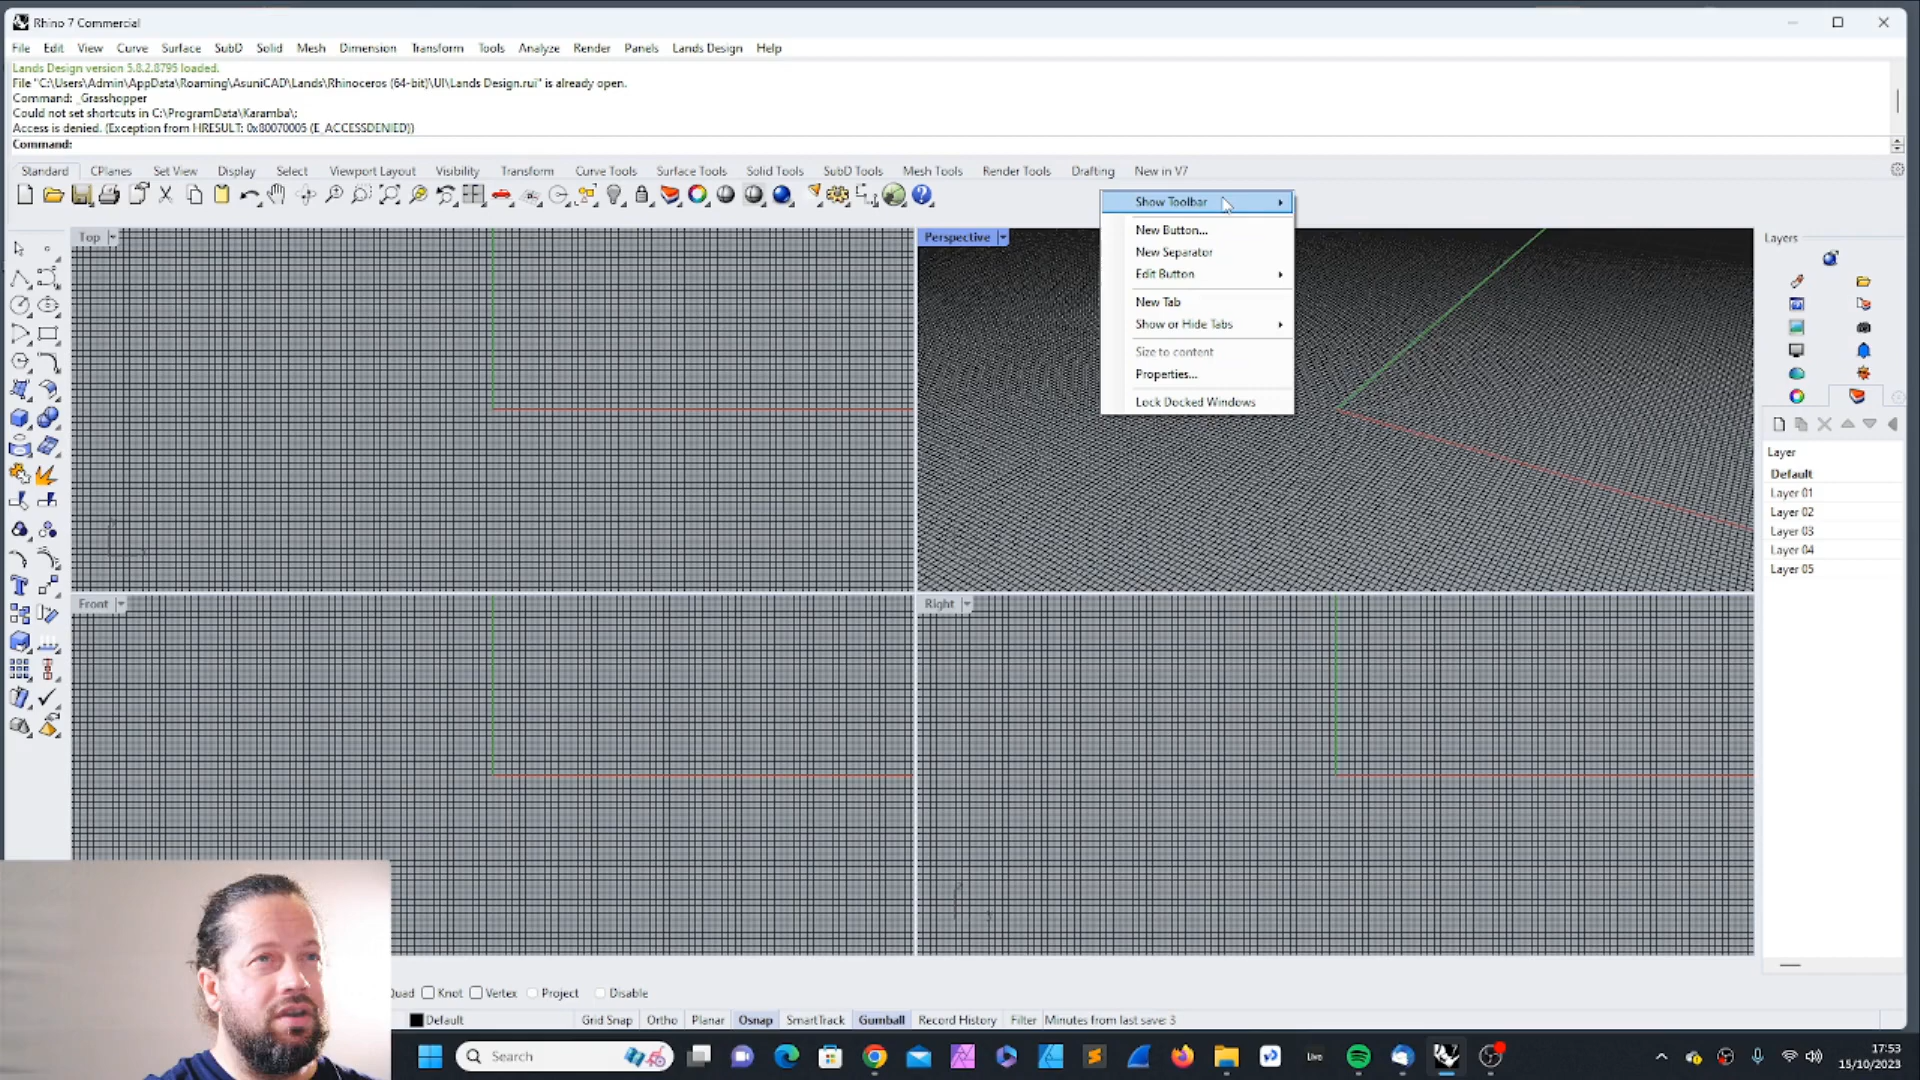 Rhino 7 Commercial
File Edit View Curve Surface SubD Solid Mesh Dimension Transform Tools Analyze Render Panels Lands Design Help
Lands Design version 5.8.2.8795 loaded.
File "C:\Users\Admin\AppData\Roaming\AsuniCAD\Lands\Rhinoceros (64-bit)\UI\Lands Design.rui" is already open.
Command: _Grasshopper
Could not set shortcuts in C:\ProgramData\Karamba\;
Access is denied. (Exception from HRESULT: 0x80070005 (E_ACCESSDENIED))
Command:
Standard CPlanes Set View Display Select Viewport Layout Visibility Transform Curve Tools Surface Tools Solid Tools SubD Tools Mesh Tools Render Tools Drafting New in V7
Show Toolbar
New Button...
New Separator
Edit Button
New Tab
Show or Hide Tabs
Size to content
Properties...
Lock Docked Windows
Top
Perspective
Layers
Layer
Default
Layer 01
Layer 02
Layer 03
Layer 04
Layer 05
Front
Right
Quad Knot Vertex Project Disable
Default Grid Snap Ortho Planar Osnap SmartTrack Gumball Record History Filter Minutes from last save: 3
Search
Live
17:53
15/10/2023